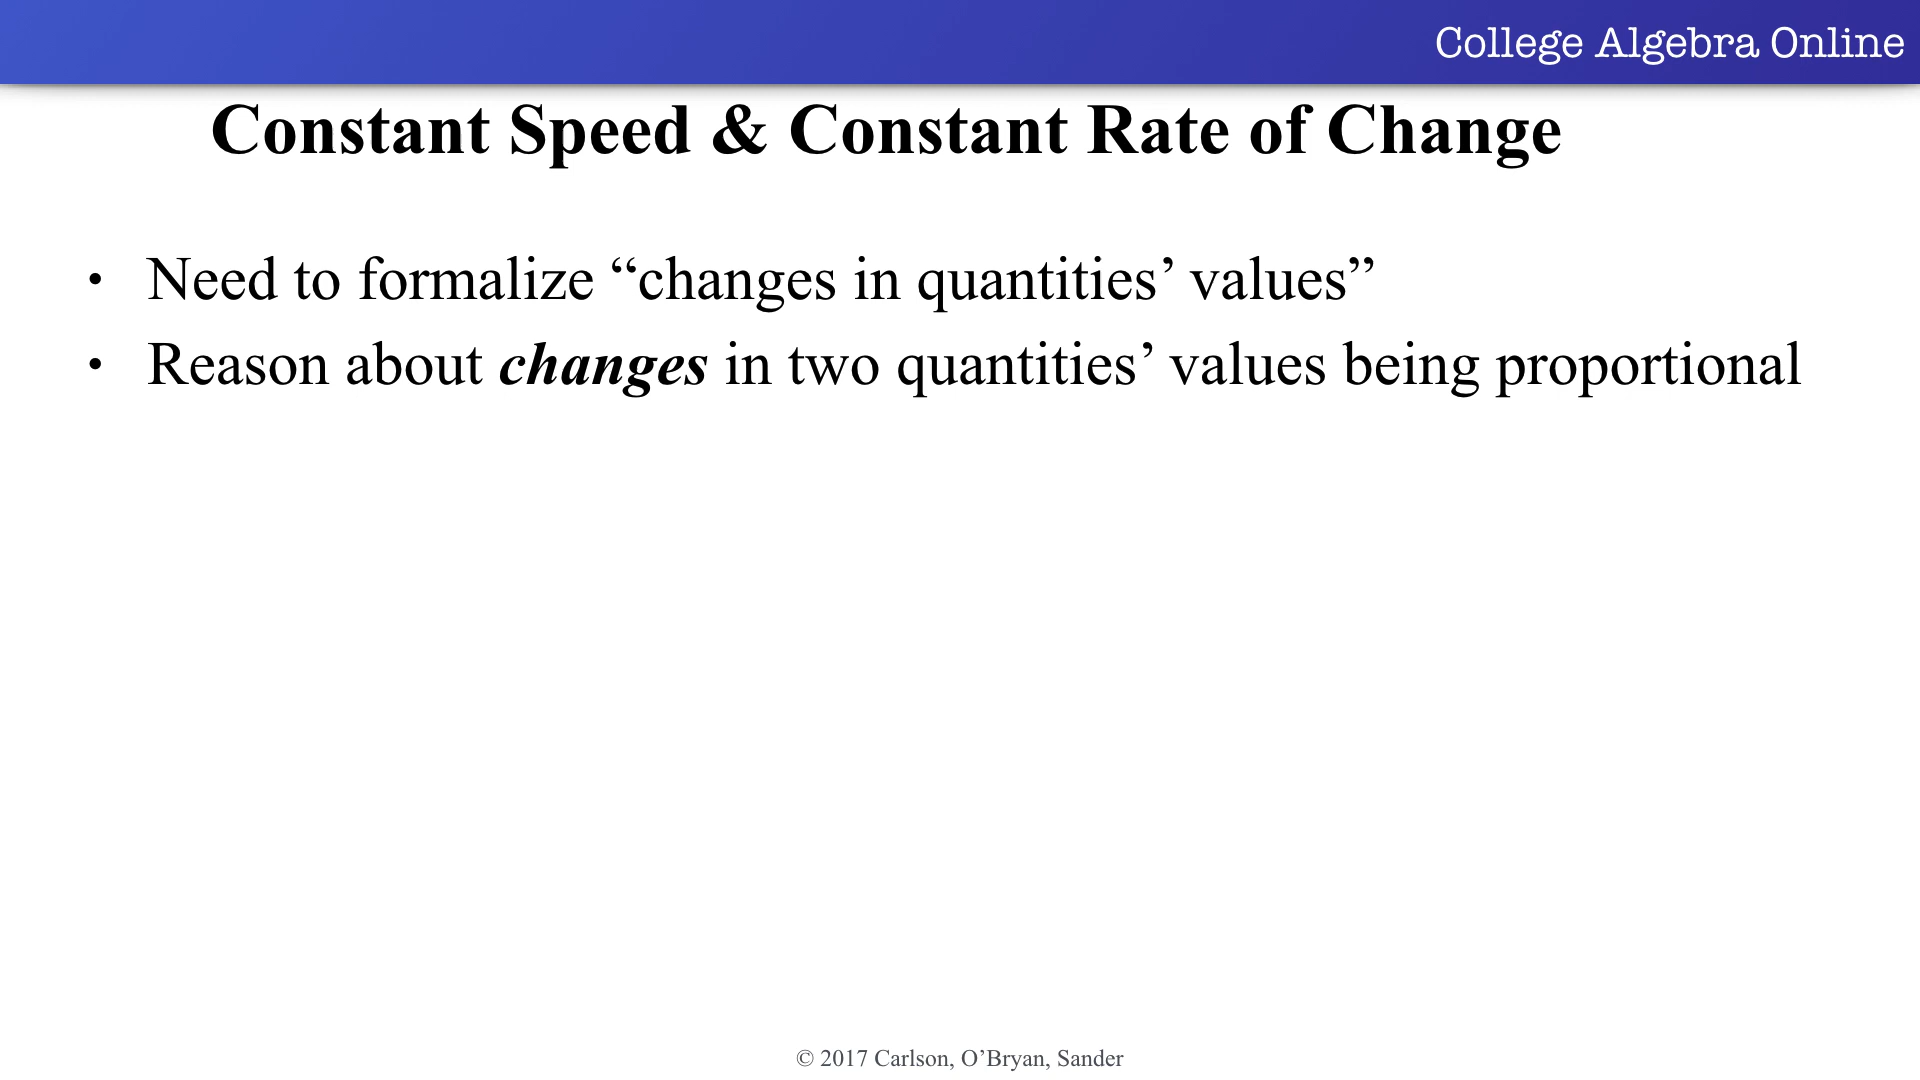 College Algebra Online
Constant Speed & Constant Rate of Change
• Need to formalize “changes in quantities’ values”
• Reason about changes in two quantities’ values being proportional
© 2017 Carlson, O’Bryan, Sander